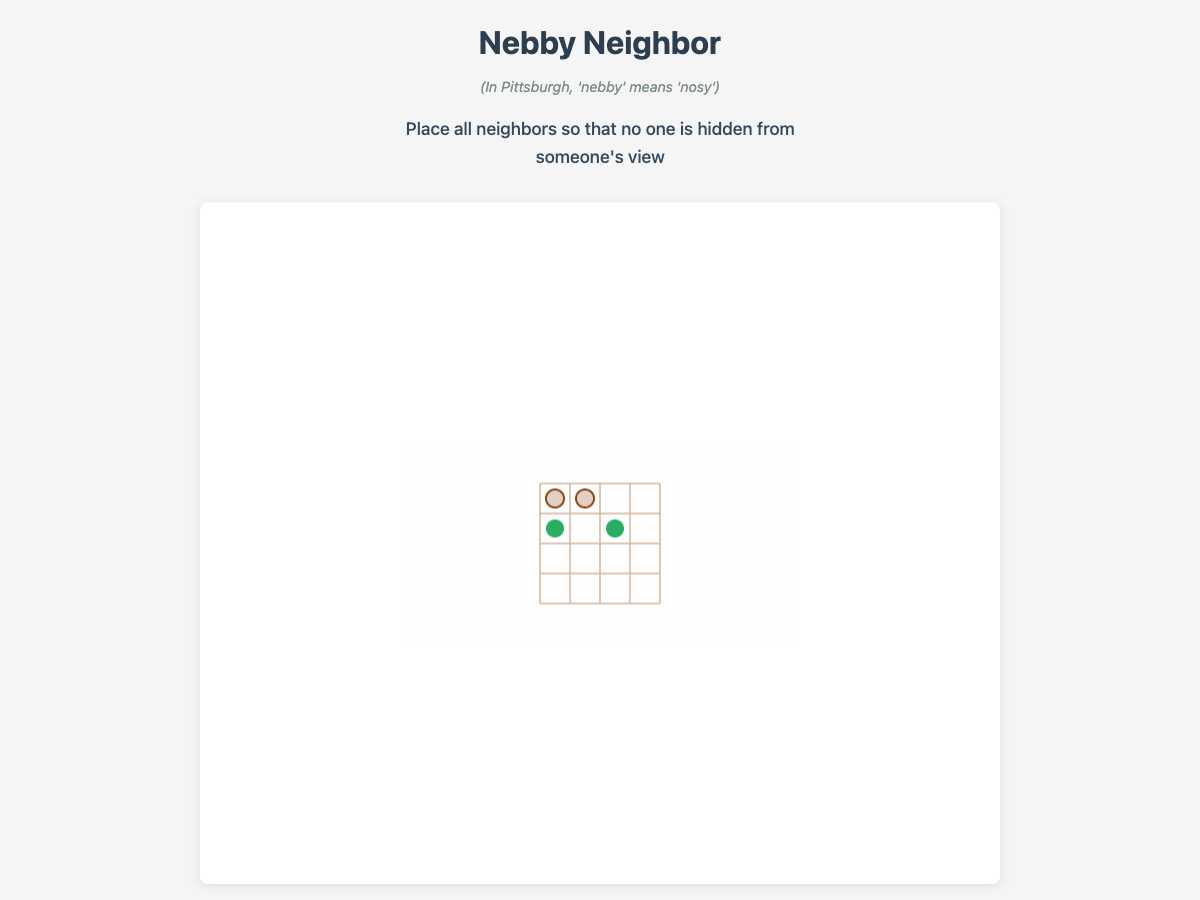 Nebby Neighbor
(In Pittsburgh, 'nebby' means 'nosy')
Place all neighbors so that no one is hidden from
someone's view